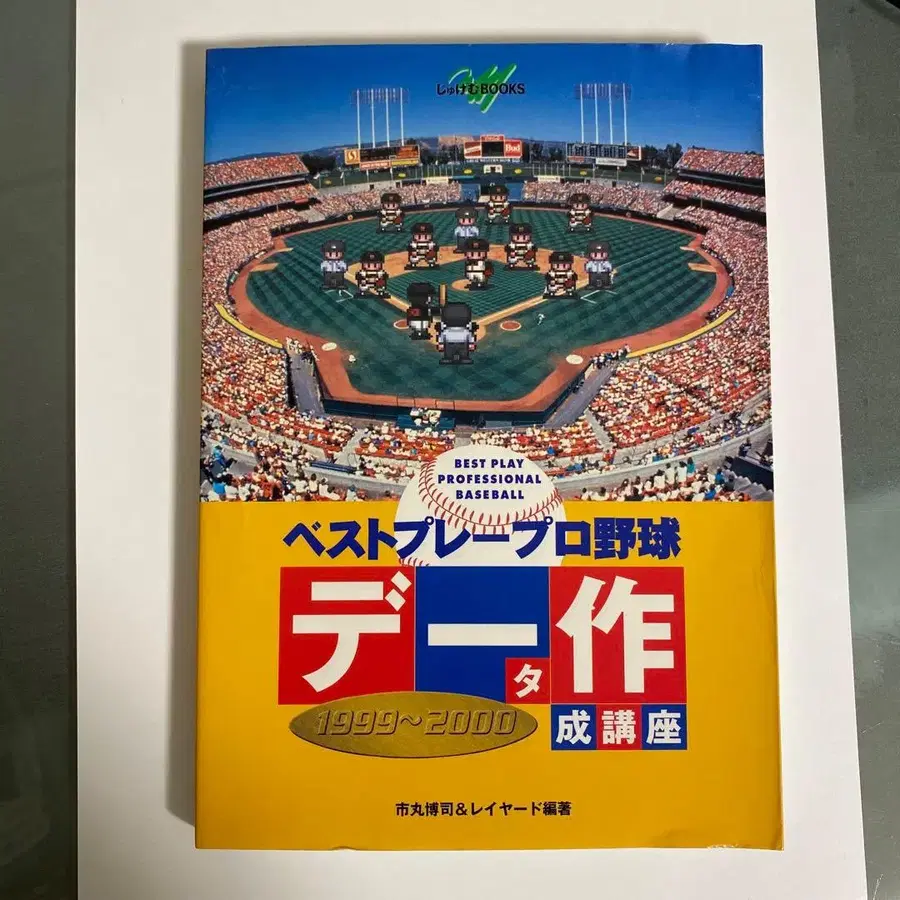 じゅげむBOOKS
Bud
BEST PLAY
PROFESSIONAL
BASEBALL
ベストプレープロ野球
データ作
成講座
1999～2000
市丸博司&レイヤード編著